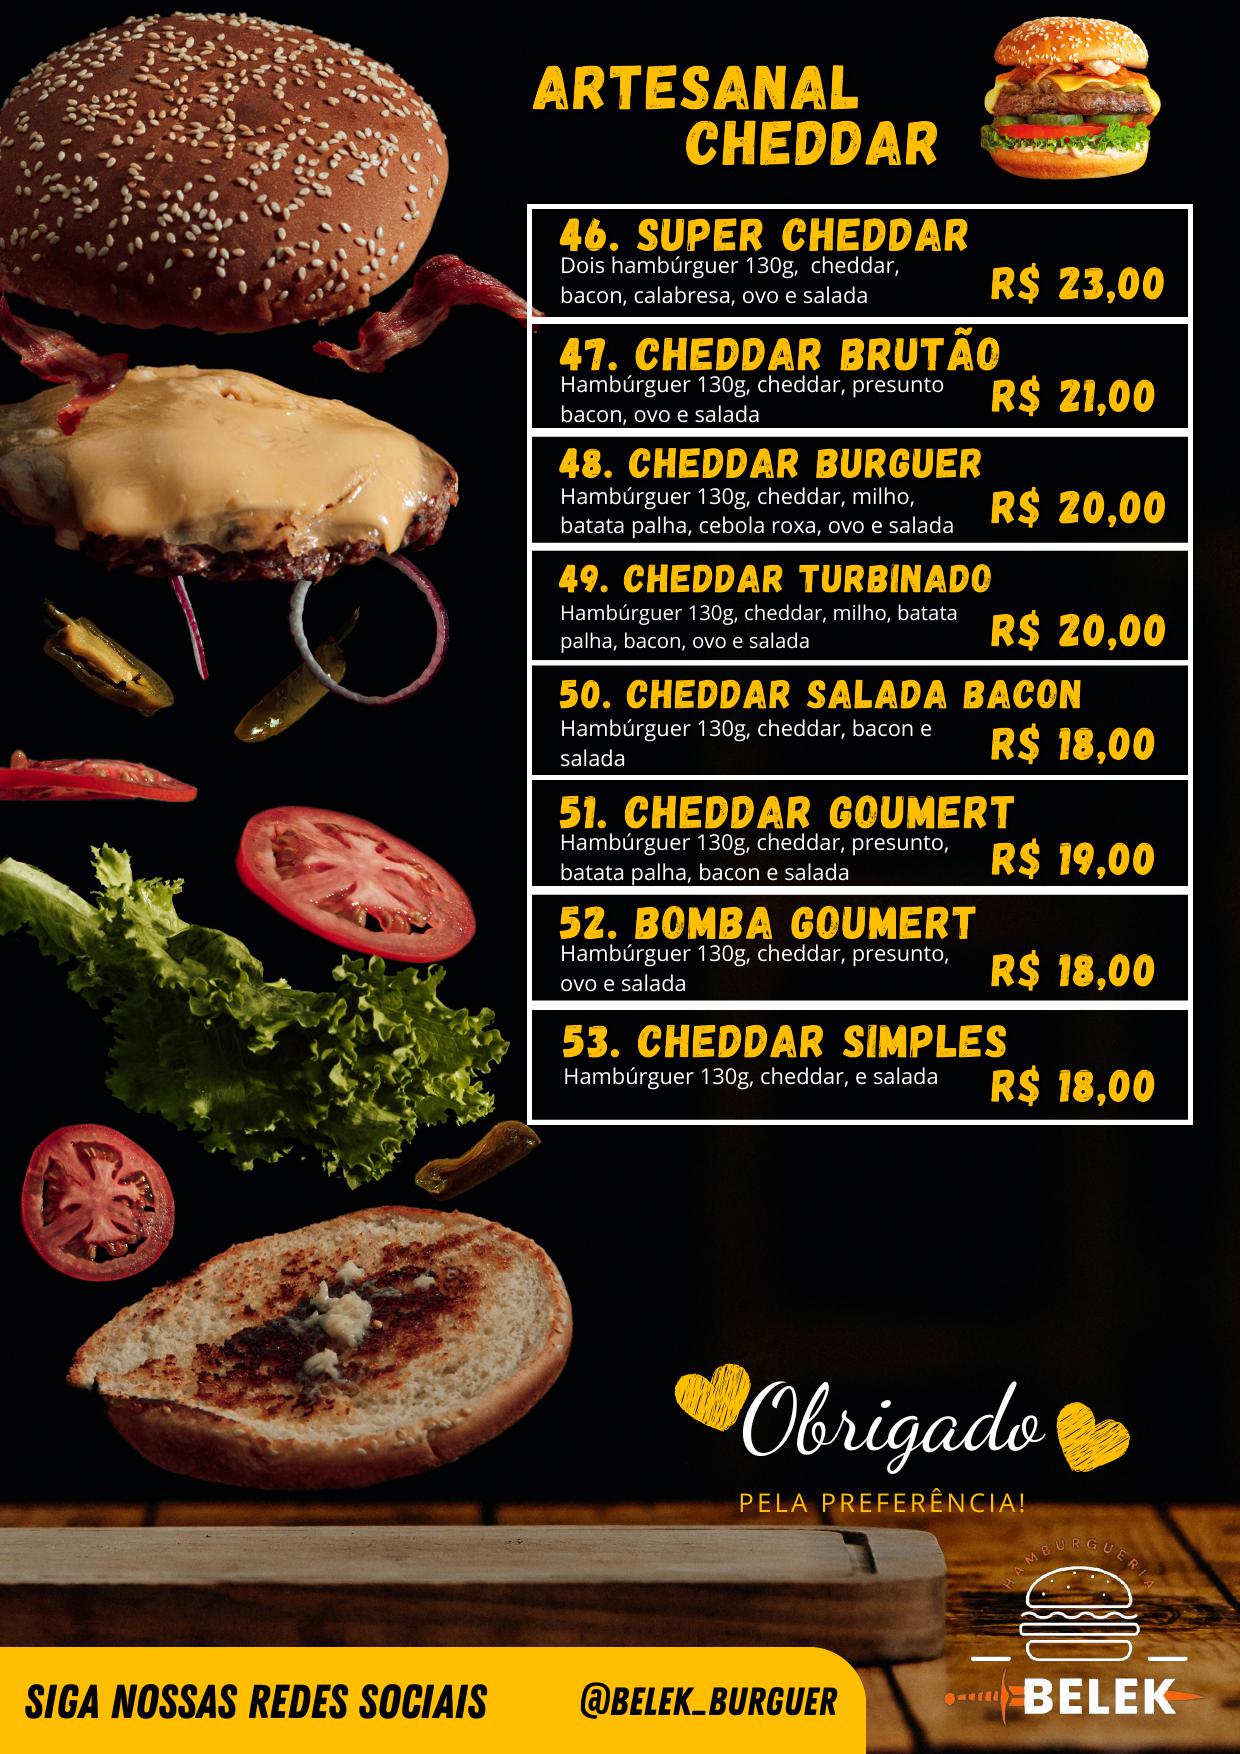 ARTESANAL
CHEDDAR
46. SUPER CHEDDAR
Dois hambúrguer 130g, cheddar,
bacon, calabresa, ovo e salada
R$ 23,00
47. CHEDDAR BRUTÃO
Hambúrguer 130g, cheddar, presunto
bacon, ovo e salada
R$ 21,00
48. CHEDDAR BURGUER
Hambúrguer 130g, cheddar, milho,
batata palha, cebola roxa, ovo e salada
R$ 20,00
49. CHEDDAR TURBINADO
Hambúrguer 130g, cheddar, milho, batata
palha, bacon, ovo e salada
R$ 20,00
50. CHEDDAR SALADA BACON
Hambúrguer 130g, cheddar, bacon e
salada
R$ 18,00
51. CHEDDAR GOUMERT
Hambúrguer 130g, cheddar, presunto,
batata palha, bacon e salada
R$ 19,00
52. BOMBA GOUMERT
Hambúrguer 130g, cheddar, presunto,
ovo e salada
R$ 18,00
53. CHEDDAR SIMPLES
Hambúrguer 130g, cheddar, e salada
R$ 18,00
Obrigado
PELA PREFERÊNCIA!
HAMBURGUERIA
BELEK
SIGA NOSSAS REDES SOCIAIS
@BELEK_BURGUER